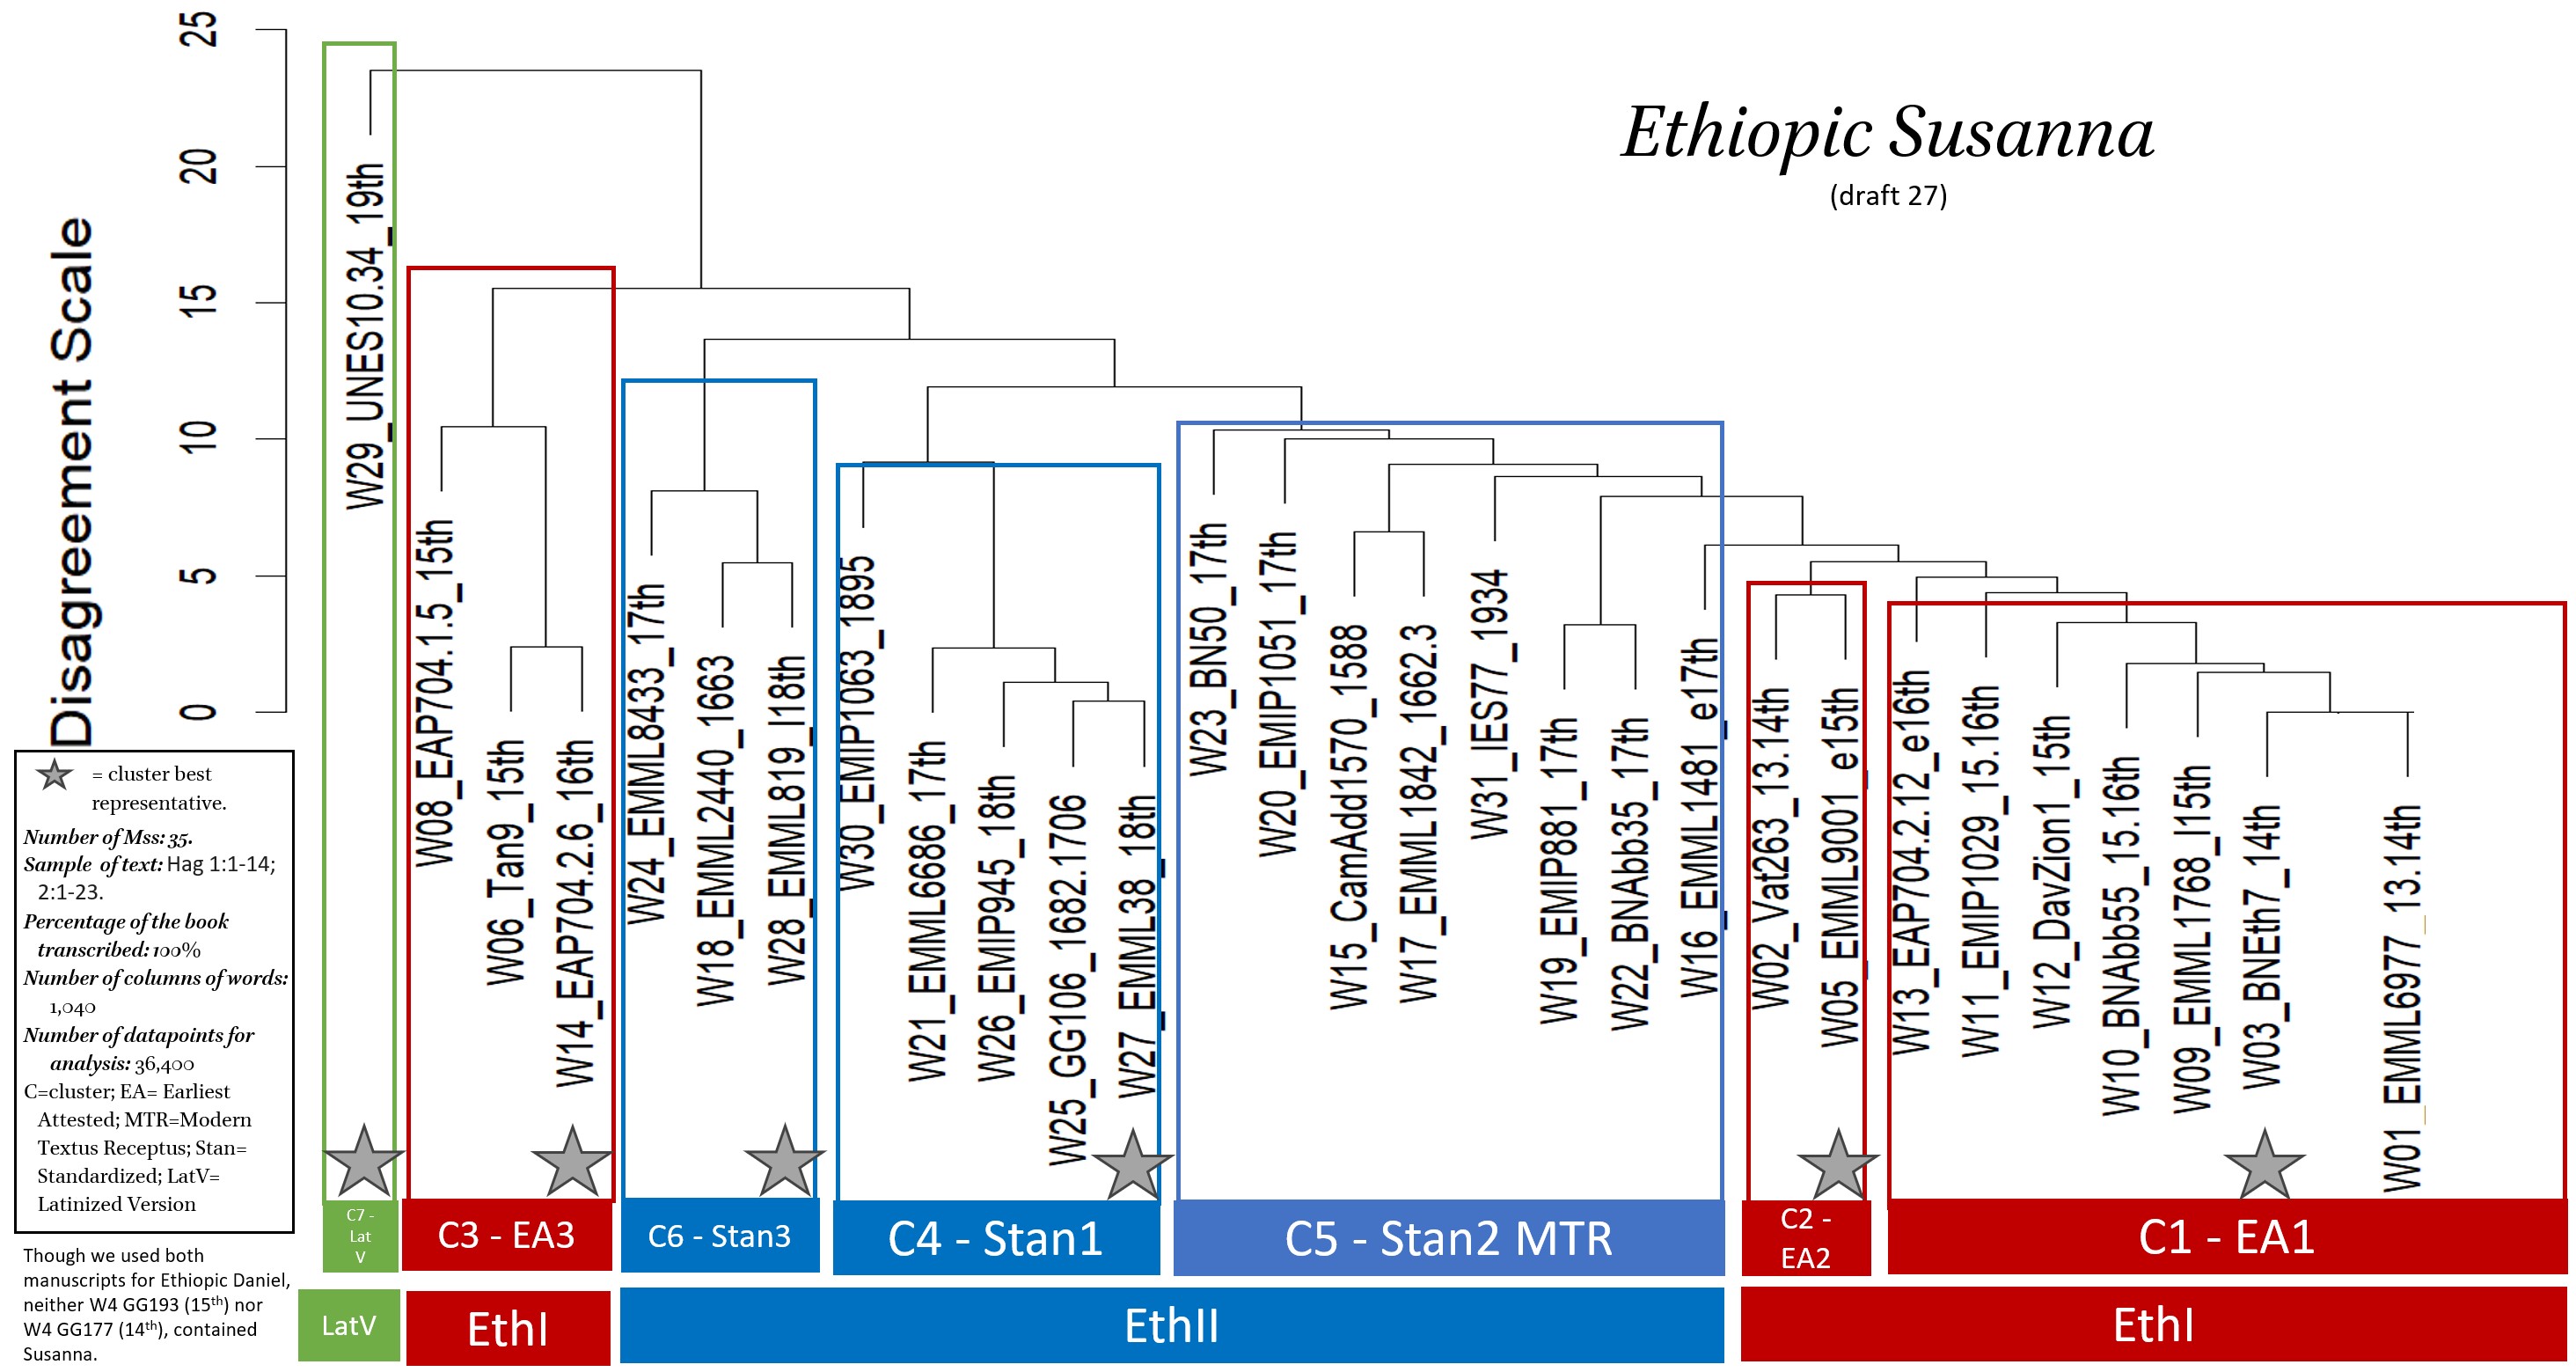 Ethiopic Susanna
(draft 27)
Disagreement Scale
25
20
15
10
5
0
W29_UNES10.34_19th
W08_EAP704.1.5_15th
W06_Tan9_15th
W14_EAP704.2.6_16th
W24_EMML8433_17th
W18_EMML2440_1663
W28_EMML819_l18th
W30_EMIP1063_1895
W21_EMML6686_17th
W26_EMIP945_18th
W25_GG106_1682.1706
W27_EMML38_18th
W23_BN50_17th
W20_EMIP1051_17th
W15_CamAdd1570_1588
W17_EMML1842_1662.3
W31_IES77_1934
W19_EMIP881_17th
W22_BNAbb35_17th
W16_EMML1481_e17th
W02_Vat263_13.14th
W05_EMML9001_e15th
W13_EAP704.2.12_e16th
W11_EMIP1029_15.16th
W12_DavZion1_15th
W10_BNAbb55_15.16th
W09_EMML1768_l15th
W03_BNEth7_14th
W01_EMML6977_13.14th
= cluster best
representative.
Number of Mss: 35.
Sample of text: Hag 1:1-14;
2:1-23.
Percentage of the book
transcribed: 100%
Number of columns of words:
1,040
Number of datapoints for
analysis: 36,400
C=cluster; EA= Earliest
Attested; MTR=Modern
Textus Receptus; Stan=
Standardized; LatV=
Latinized Version
Though we used both
manuscripts for Ethiopic Daniel,
neither W4 GG193 (15th) nor
W4 GG177 (14th), contained
Susanna.
C7 -
Lat
V
C3 - EA3
C6 - Stan3
C4 - Stan1
C5 - Stan2 MTR
C2 -
EA2
C1 - EA1
LatV
EthI
EthII
EthI